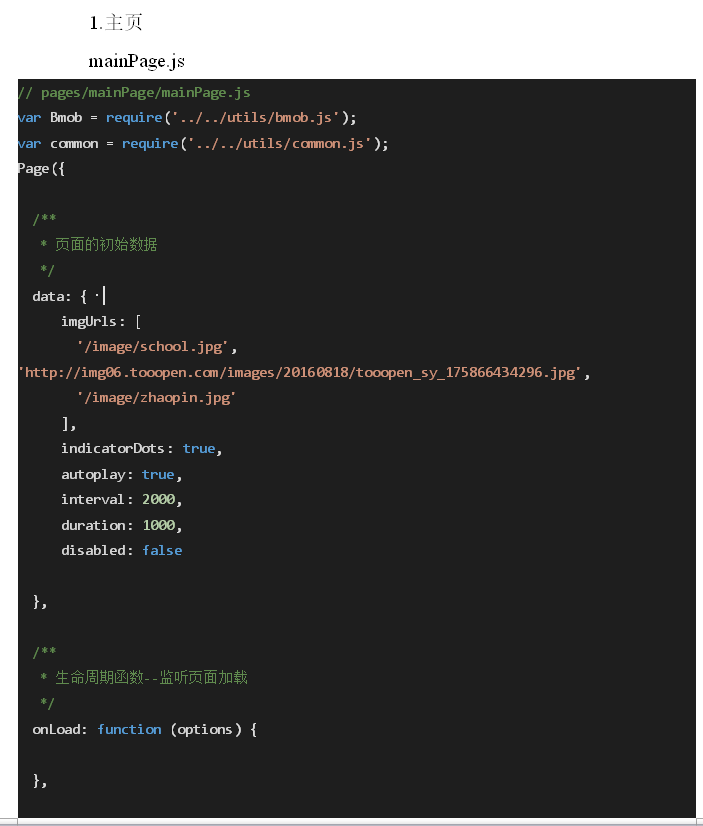 1.主页
mainPage.js
// pages/mainPage/mainPage.js
var Bmob = require('../../utils/bmob.js');
var common = require('../../utils/common.js');
Page({
/**
* 页面的初始数据
*/
data: { ·
imgUrls: [
'/image/school.jpg',
'http://img06.tooopen.com/images/20160818/tooopen_sy_175866434296.jpg',
'/image/zhaopin.jpg'
],
indicatorDots: true,
autoplay: true,
interval: 2000,
duration: 1000,
disabled: false
},
/**
* 生命周期函数--监听页面加载
*/
onLoad: function (options) {
},